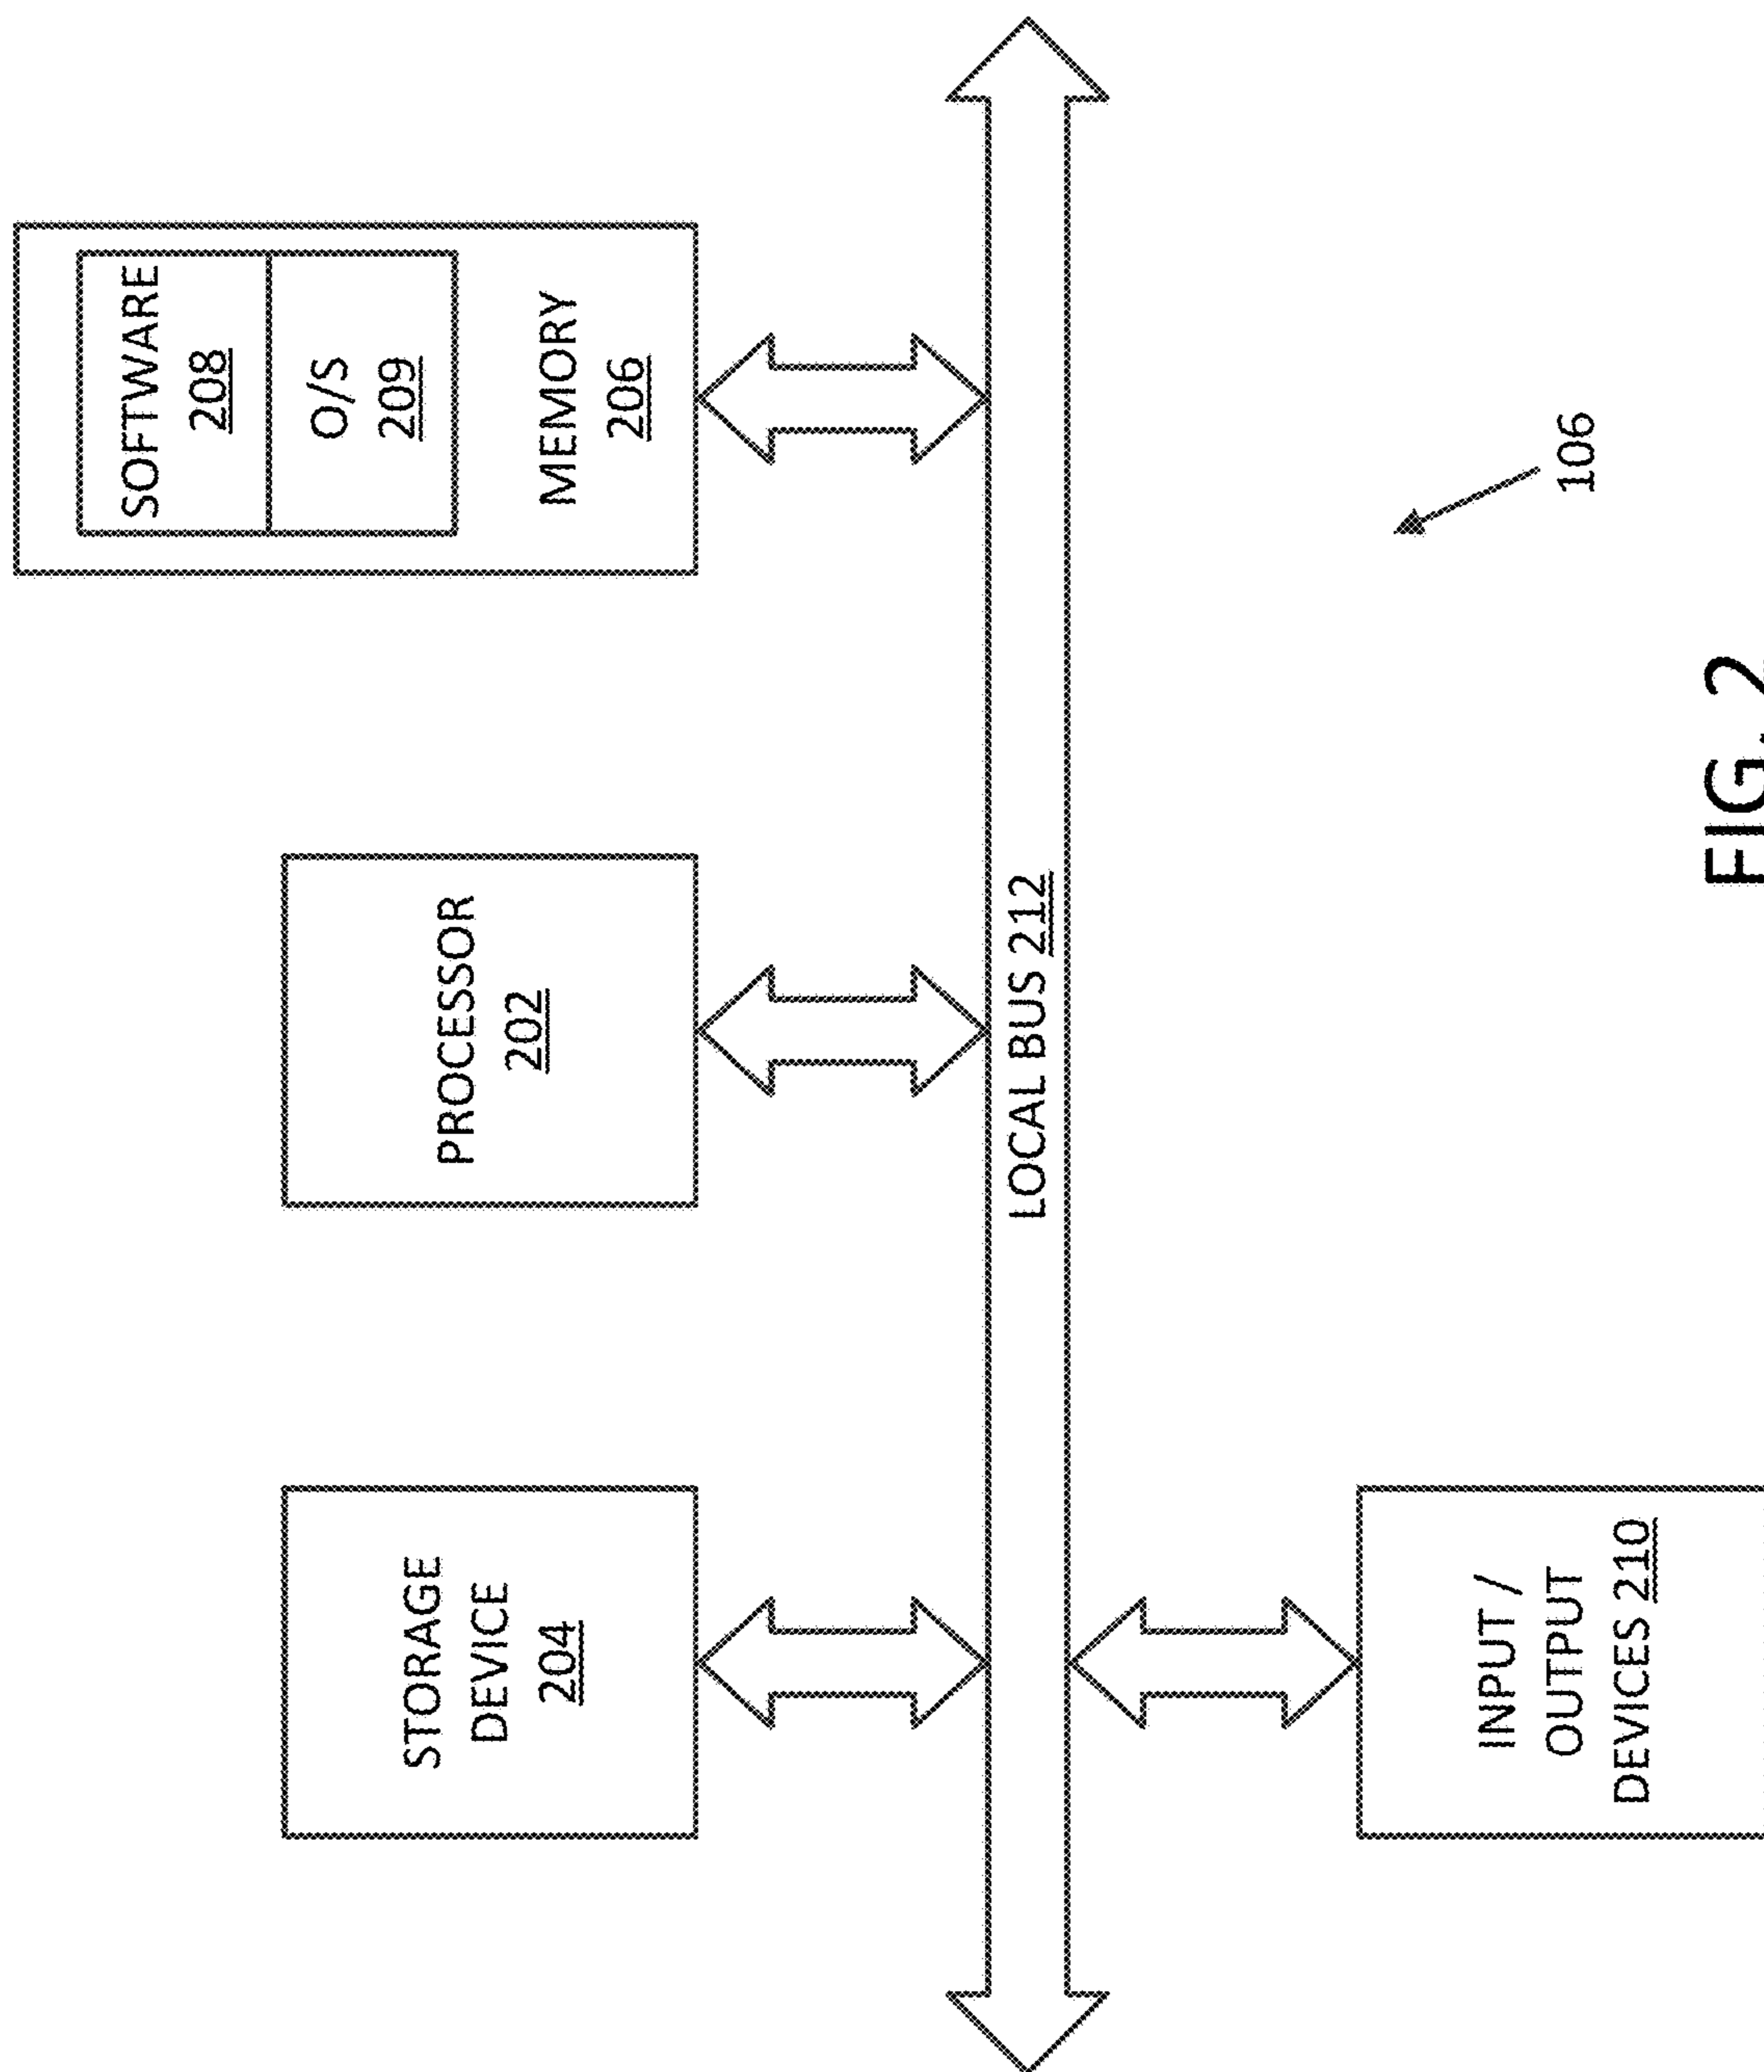 STORAGE
DEVICE
204
PROCESSOR
202
SOFTWARE
208
O/S
209
MEMORY
206
LOCAL BUS 212
INPUT /
OUTPUT
DEVICES 210
106
FIG. 2